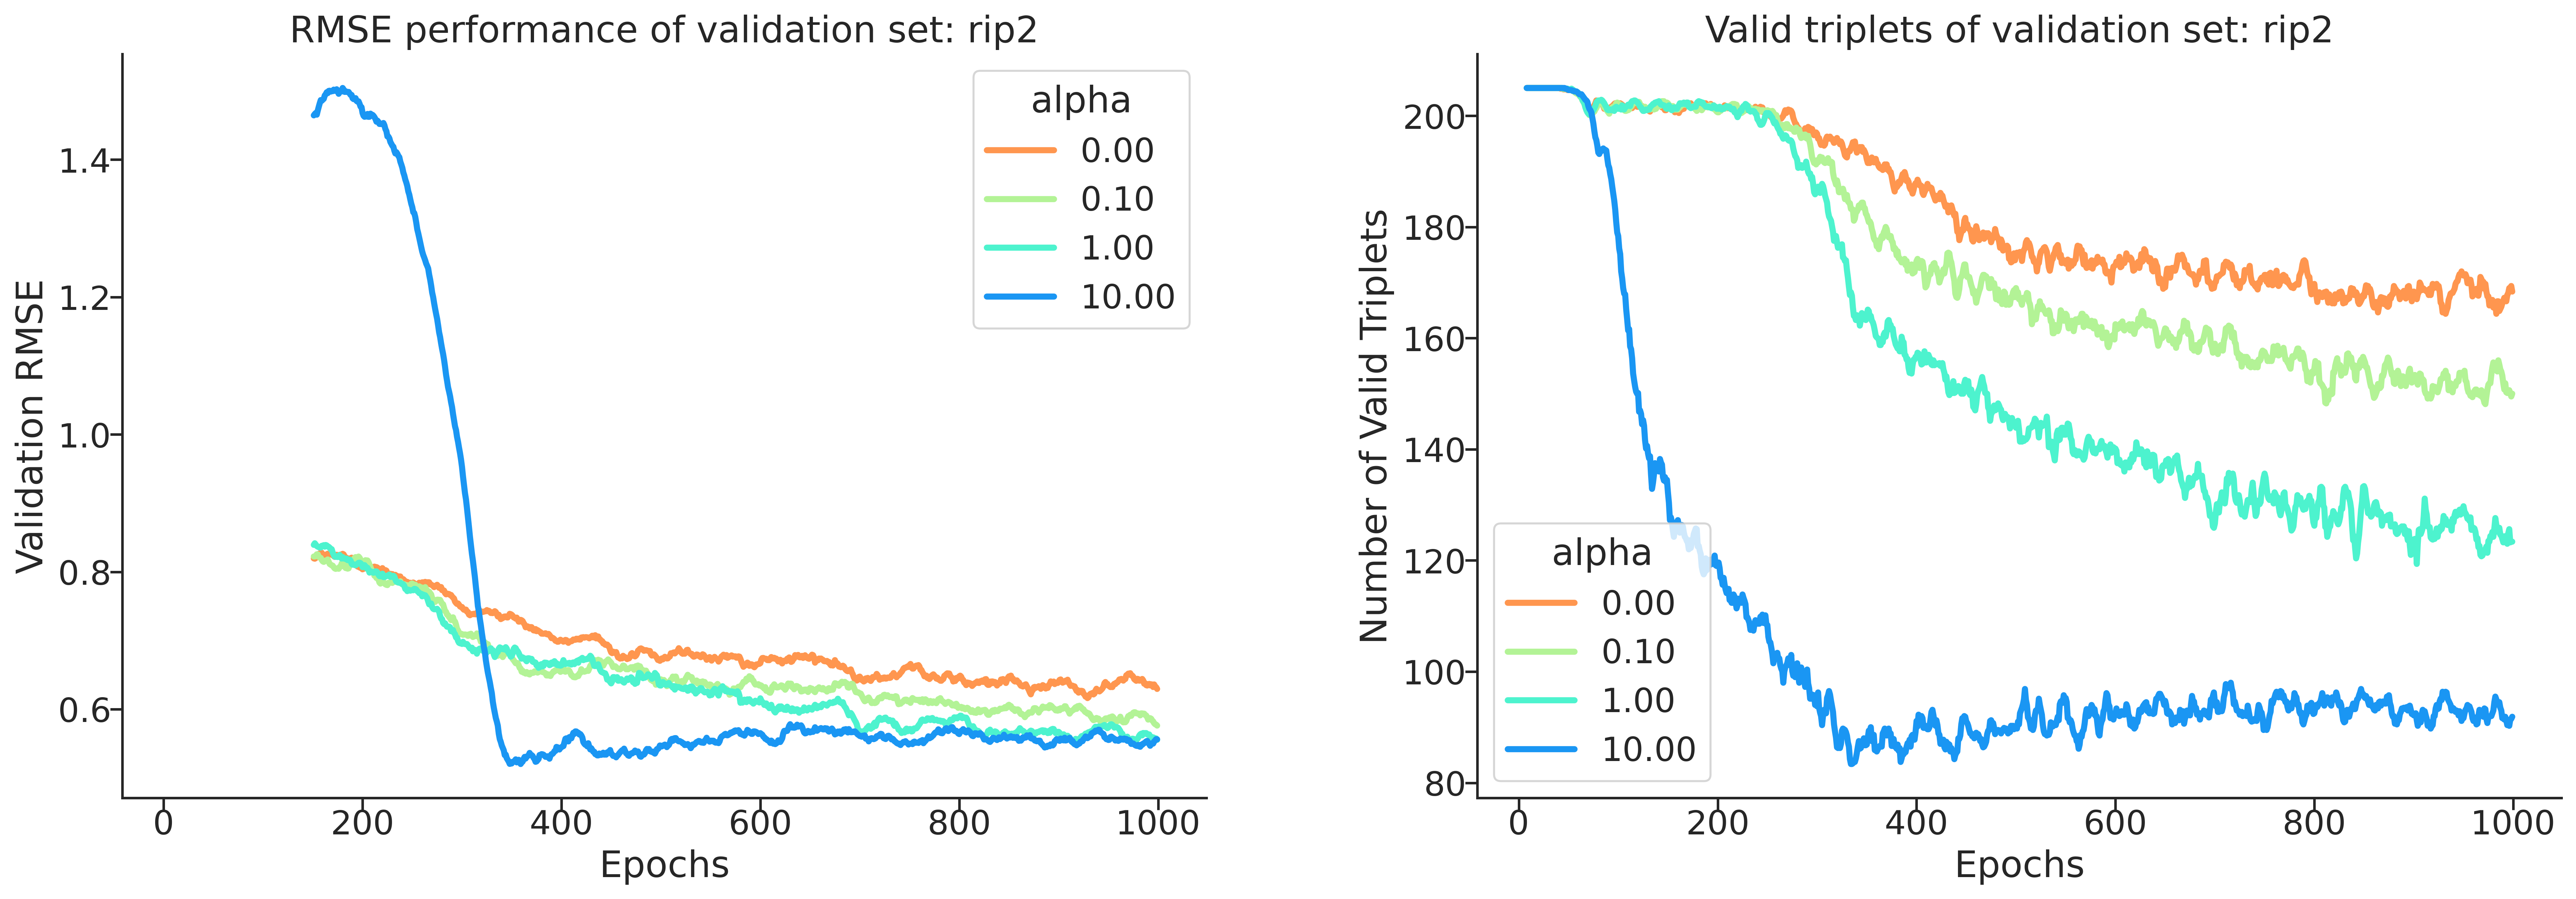 RMSE performance of validation set: rip2
Validation RMSE
1.4
1.2
1.0
0.8
0.6
alpha
0.00
0.10
1.00
10.00
0 200 400 600 800 1000
Epochs
Valid triplets of validation set: rip2
Number of Valid Triplets
200
180
160
140
120
100
80
alpha
0.00
0.10
1.00
10.00
0 200 400 600 800 1000
Epochs